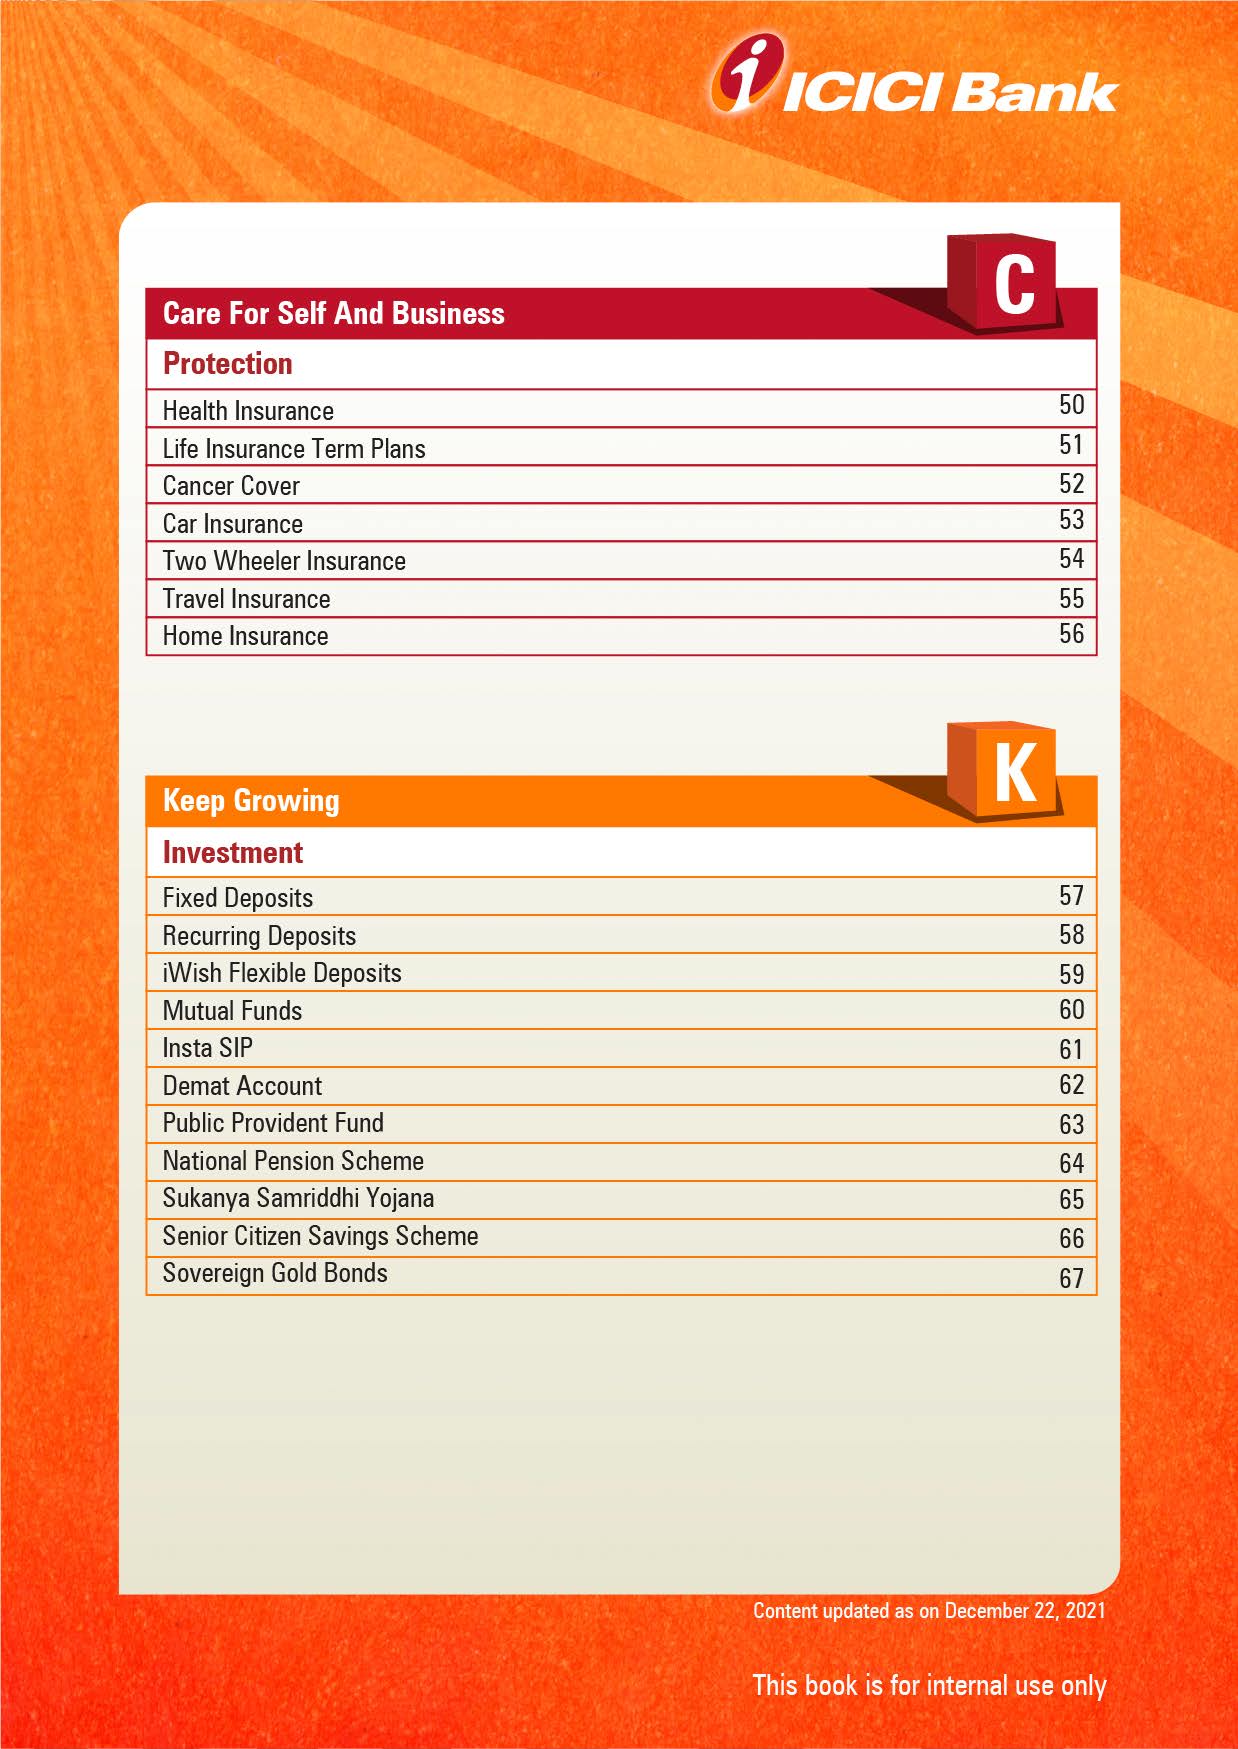 i ICICI Bank
C
Care For Self And Business
Protection
Health Insurance 50
Life Insurance Term Plans 51
Cancer Cover 52
Car Insurance 53
Two Wheeler Insurance 54
Travel Insurance 55
Home Insurance 56
K
Keep Growing
Investment
Fixed Deposits 57
Recurring Deposits 58
iWish Flexible Deposits 59
Mutual Funds 60
Insta SIP 61
Demat Account 62
Public Provident Fund 63
National Pension Scheme 64
Sukanya Samriddhi Yojana 65
Senior Citizen Savings Scheme 66
Sovereign Gold Bonds 67
Content updated as on December 22, 2021
This book is for internal use only